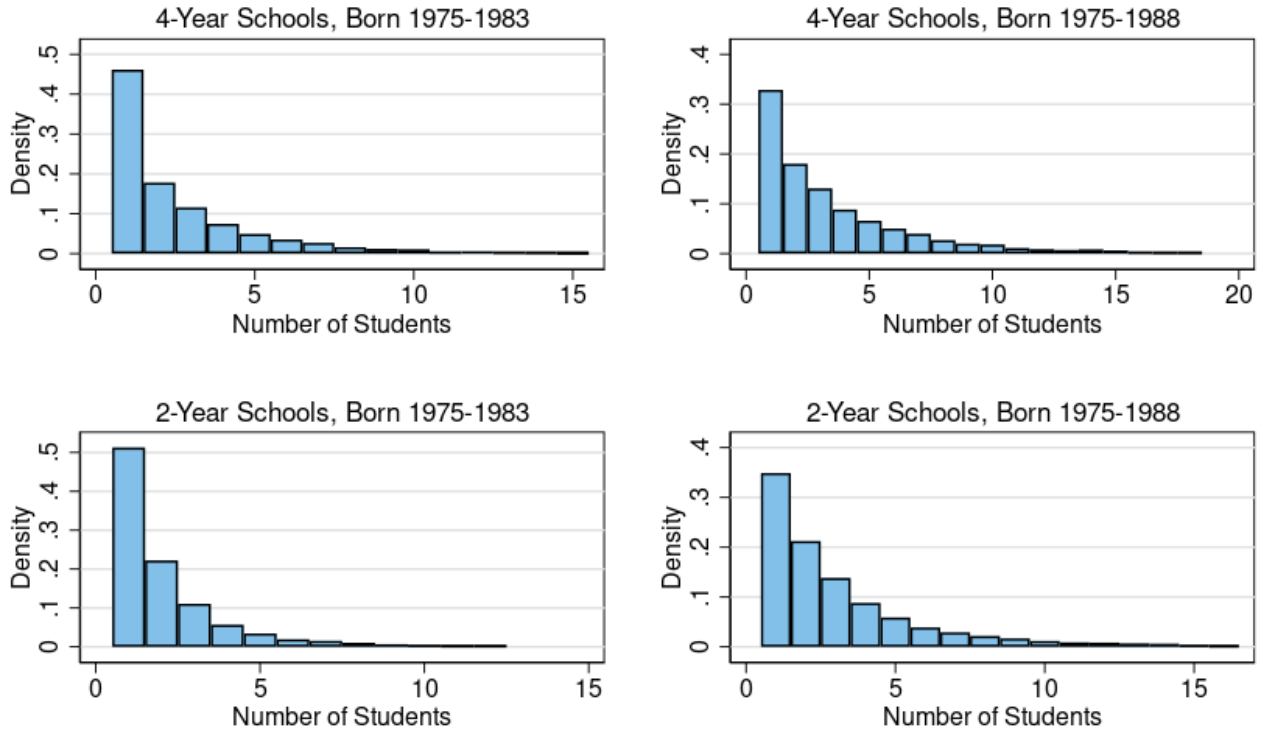 4-Year Schools, Born 1975-1983
Density
.5
.4
.3
.2
.1
0
0 5 10 15
Number of Students
4-Year Schools, Born 1975-1988
Density
.4
.3
.2
.1
0
0 5 10 15 20
Number of Students
2-Year Schools, Born 1975-1983
Density
.5
.4
.3
.2
.1
0
0 5 10 15
Number of Students
2-Year Schools, Born 1975-1988
Density
.4
.3
.2
.1
0
0 5 10 15
Number of Students